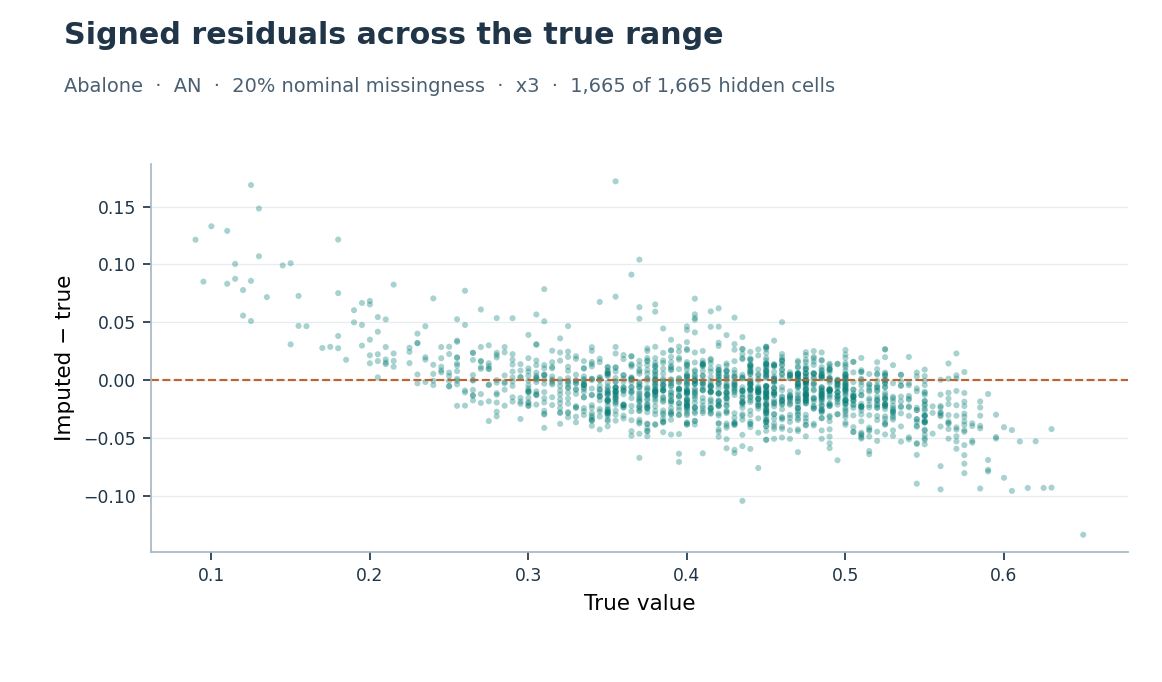 Signed residuals across the true range
Abalone · AN · 20% nominal missingness · x3 · 1,665 of 1,665 hidden cells
Imputed − true
0.15
0.10
0.05
0.00
−0.05
−0.10
0.1 0.2 0.3 0.4 0.5 0.6
True value